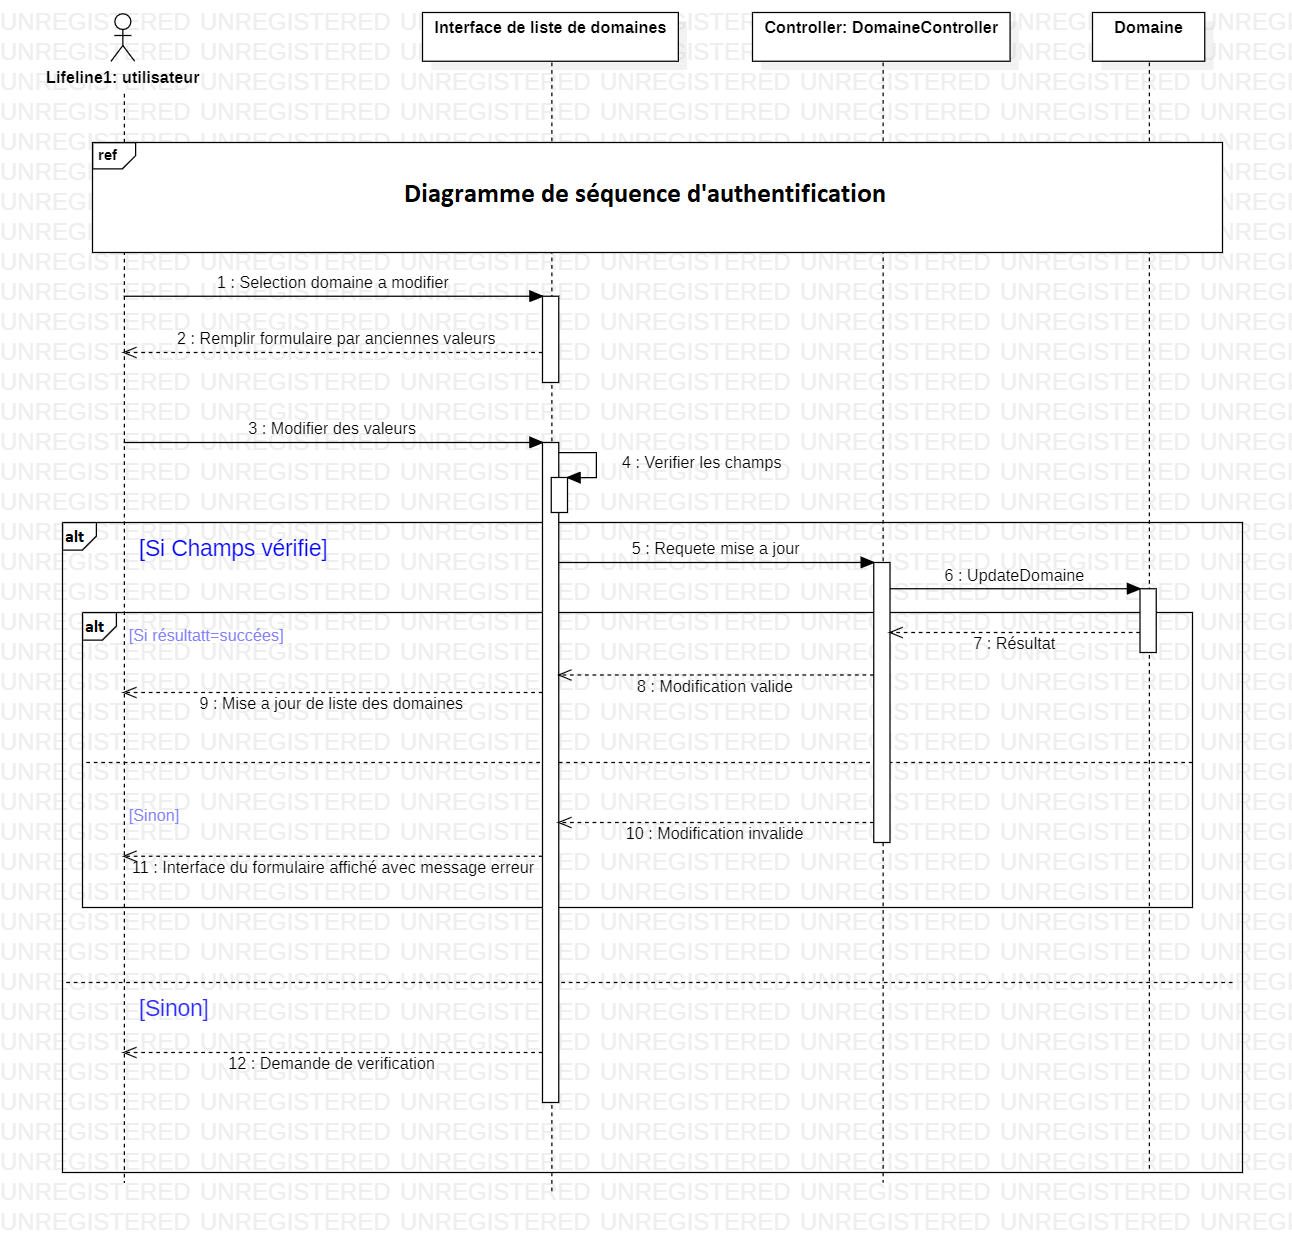 Lifeline1: utilisateur
Interface de liste de domaines
Controller: DomaineController
Domaine
ref
Diagramme de séquence d'authentification
1 : Selection domaine a modifier
2 : Remplir formulaire par anciennes valeurs
3 : Modifier des valeurs
4 : Verifier les champs
alt
[Si Champs vérifie]
5 : Requete mise a jour
6 : UpdateDomaine
alt
[Si résultatt=succées]
7 : Résultat
8 : Modification valide
9 : Mise a jour de liste des domaines
[Sinon]
10 : Modification invalide
11 : Interface du formulaire affiché avec message erreur
[Sinon]
12 : Demande de verification
UNREGISTERED